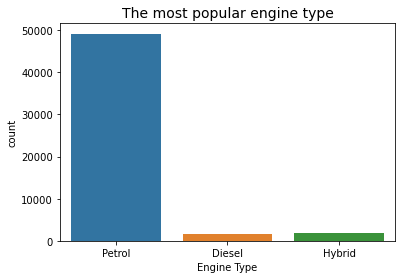 The most popular engine type
50000
40000
30000
20000
10000
0
count
Petrol Diesel Hybrid
Engine Type